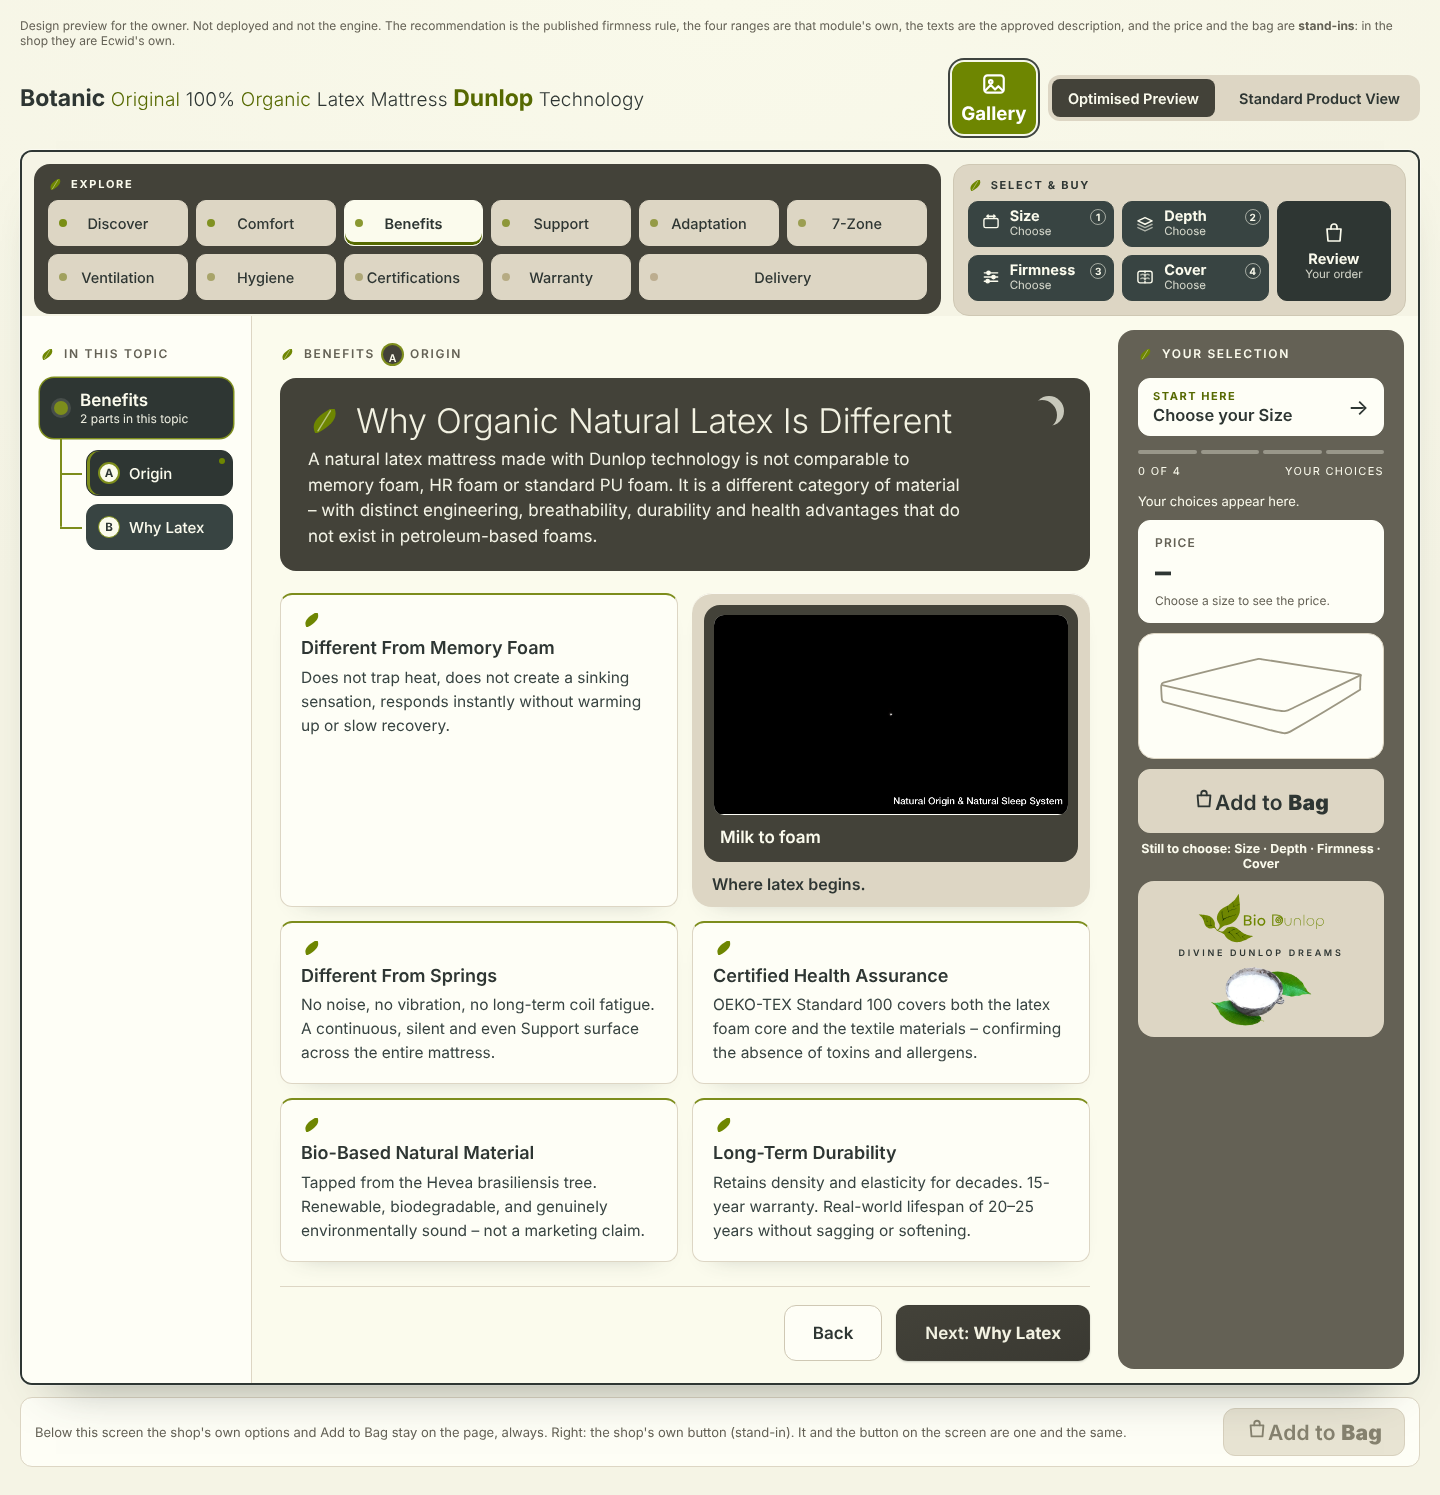 Design preview for the owner. Not deployed and not the engine. The recommendation is the published firmness rule, the four ranges are that module's own, the texts are the approved description, and the price and the bag are stand-ins: in the
shop they are Ecwid's own.
Botanic Original 100% Organic Latex Mattress Dunlop Technology
Gallery
Optimised Preview
Standard Product View
EXPLORE
Discover
Comfort
Benefits
Support
Adaptation
7-Zone
Ventilation
Hygiene
Certifications
Warranty
Delivery
SELECT & BUY
Size
Choose
1
Depth
Choose
2
Firmness
Choose
3
Cover
Choose
4
Review
Your order
IN THIS TOPIC
Benefits
2 parts in this topic
A Origin
B Why Latex
BENEFITS A ORIGIN
Why Organic Natural Latex Is Different
A natural latex mattress made with Dunlop technology is not comparable to
memory foam, HR foam or standard PU foam. It is a different category of material
– with distinct engineering, breathability, durability and health advantages that do
not exist in petroleum-based foams.
Different From Memory Foam
Does not trap heat, does not create a sinking
sensation, responds instantly without warming
up or slow recovery.
Natural Origin & Natural Sleep System
Milk to foam
Where latex begins.
Different From Springs
No noise, no vibration, no long-term coil fatigue.
A continuous, silent and even Support surface
across the entire mattress.
Certified Health Assurance
OEKO-TEX Standard 100 covers both the latex
foam core and the textile materials – confirming
the absence of toxins and allergens.
Bio-Based Natural Material
Tapped from the Hevea brasiliensis tree.
Renewable, biodegradable, and genuinely
environmentally sound – not a marketing claim.
Long-Term Durability
Retains density and elasticity for decades. 15-
year warranty. Real-world lifespan of 20–25
years without sagging or softening.
Back
Next: Why Latex
YOUR SELECTION
START HERE
Choose your Size
0 OF 4
YOUR CHOICES
Your choices appear here.
PRICE
–
Choose a size to see the price.
Add to Bag
Still to choose: Size · Depth · Firmness ·
Cover
Bio Dunlop
DIVINE DUNLOP DREAMS
Below this screen the shop's own options and Add to Bag stay on the page, always. Right: the shop's own button (stand-in). It and the button on the screen are one and the same.
Add to Bag